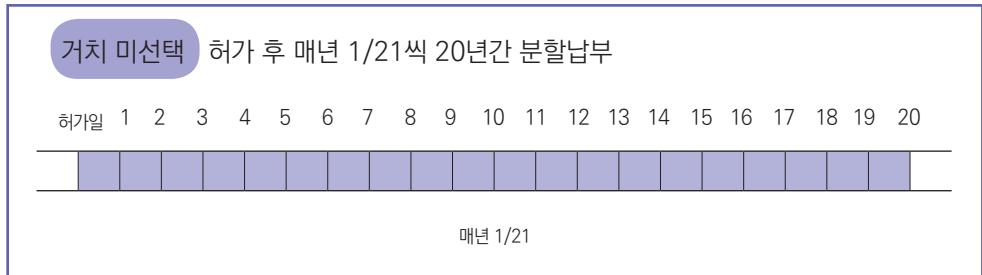 거치 미선택 허가 후 매년 1/21씩 20년간 분할납부
허가일 1 2 3 4 5 6 7 8 9 10 11 12 13 14 15 16 17 18 19 20
매년 1/21